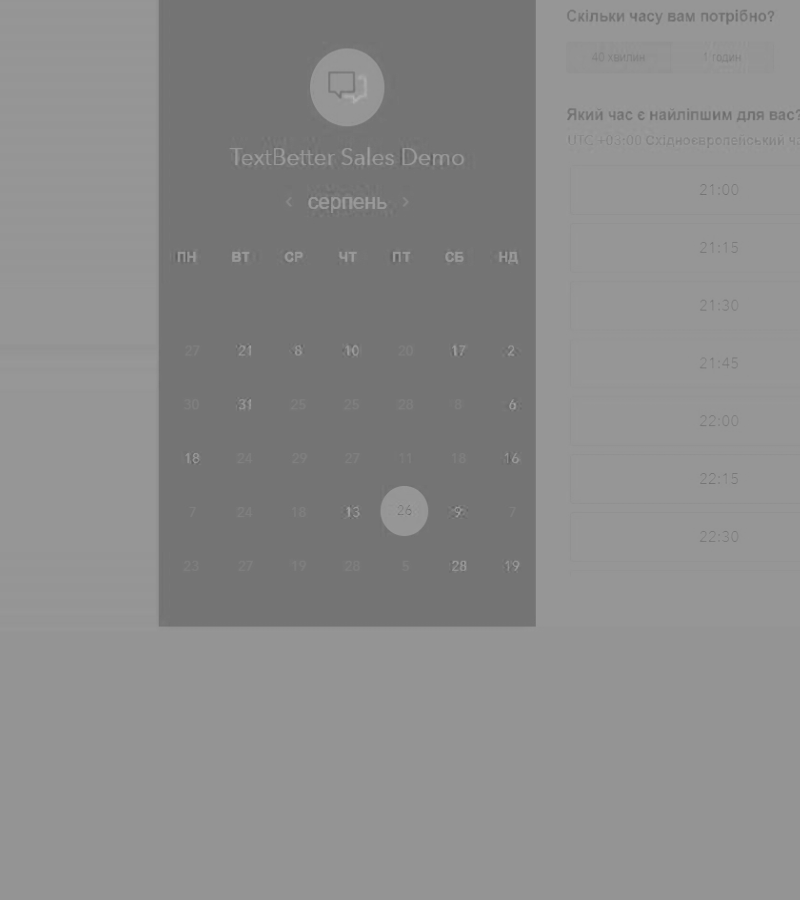 TextBetter Sales Demo
‹ серпень ›
ПН ВТ СР ЧТ ПТ СБ НД
27 21 8 10 20 17 2
30 31 25 25 28 8 6
18 24 29 27 11 18 16
7 24 18 13 26 9 7
23 27 19 28 5 28 19
Скільки часу вам потрібно?
40 хвилин 1 годин
Який час є найліпшим для вас?
UTC +03:00 Східноєвропейський
21:00
21:15
21:30
21:45
22:00
22:15
22:30